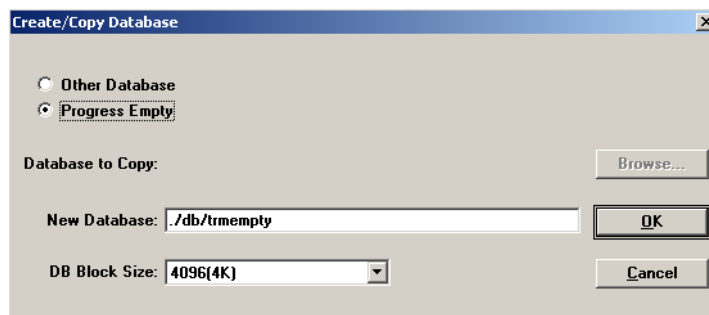 Create/Copy Database
Other Database
Progress Empty
Database to Copy:
Browse...
New Database: ./db/trmempty
OK
DB Block Size: 4096(4K)
Cancel